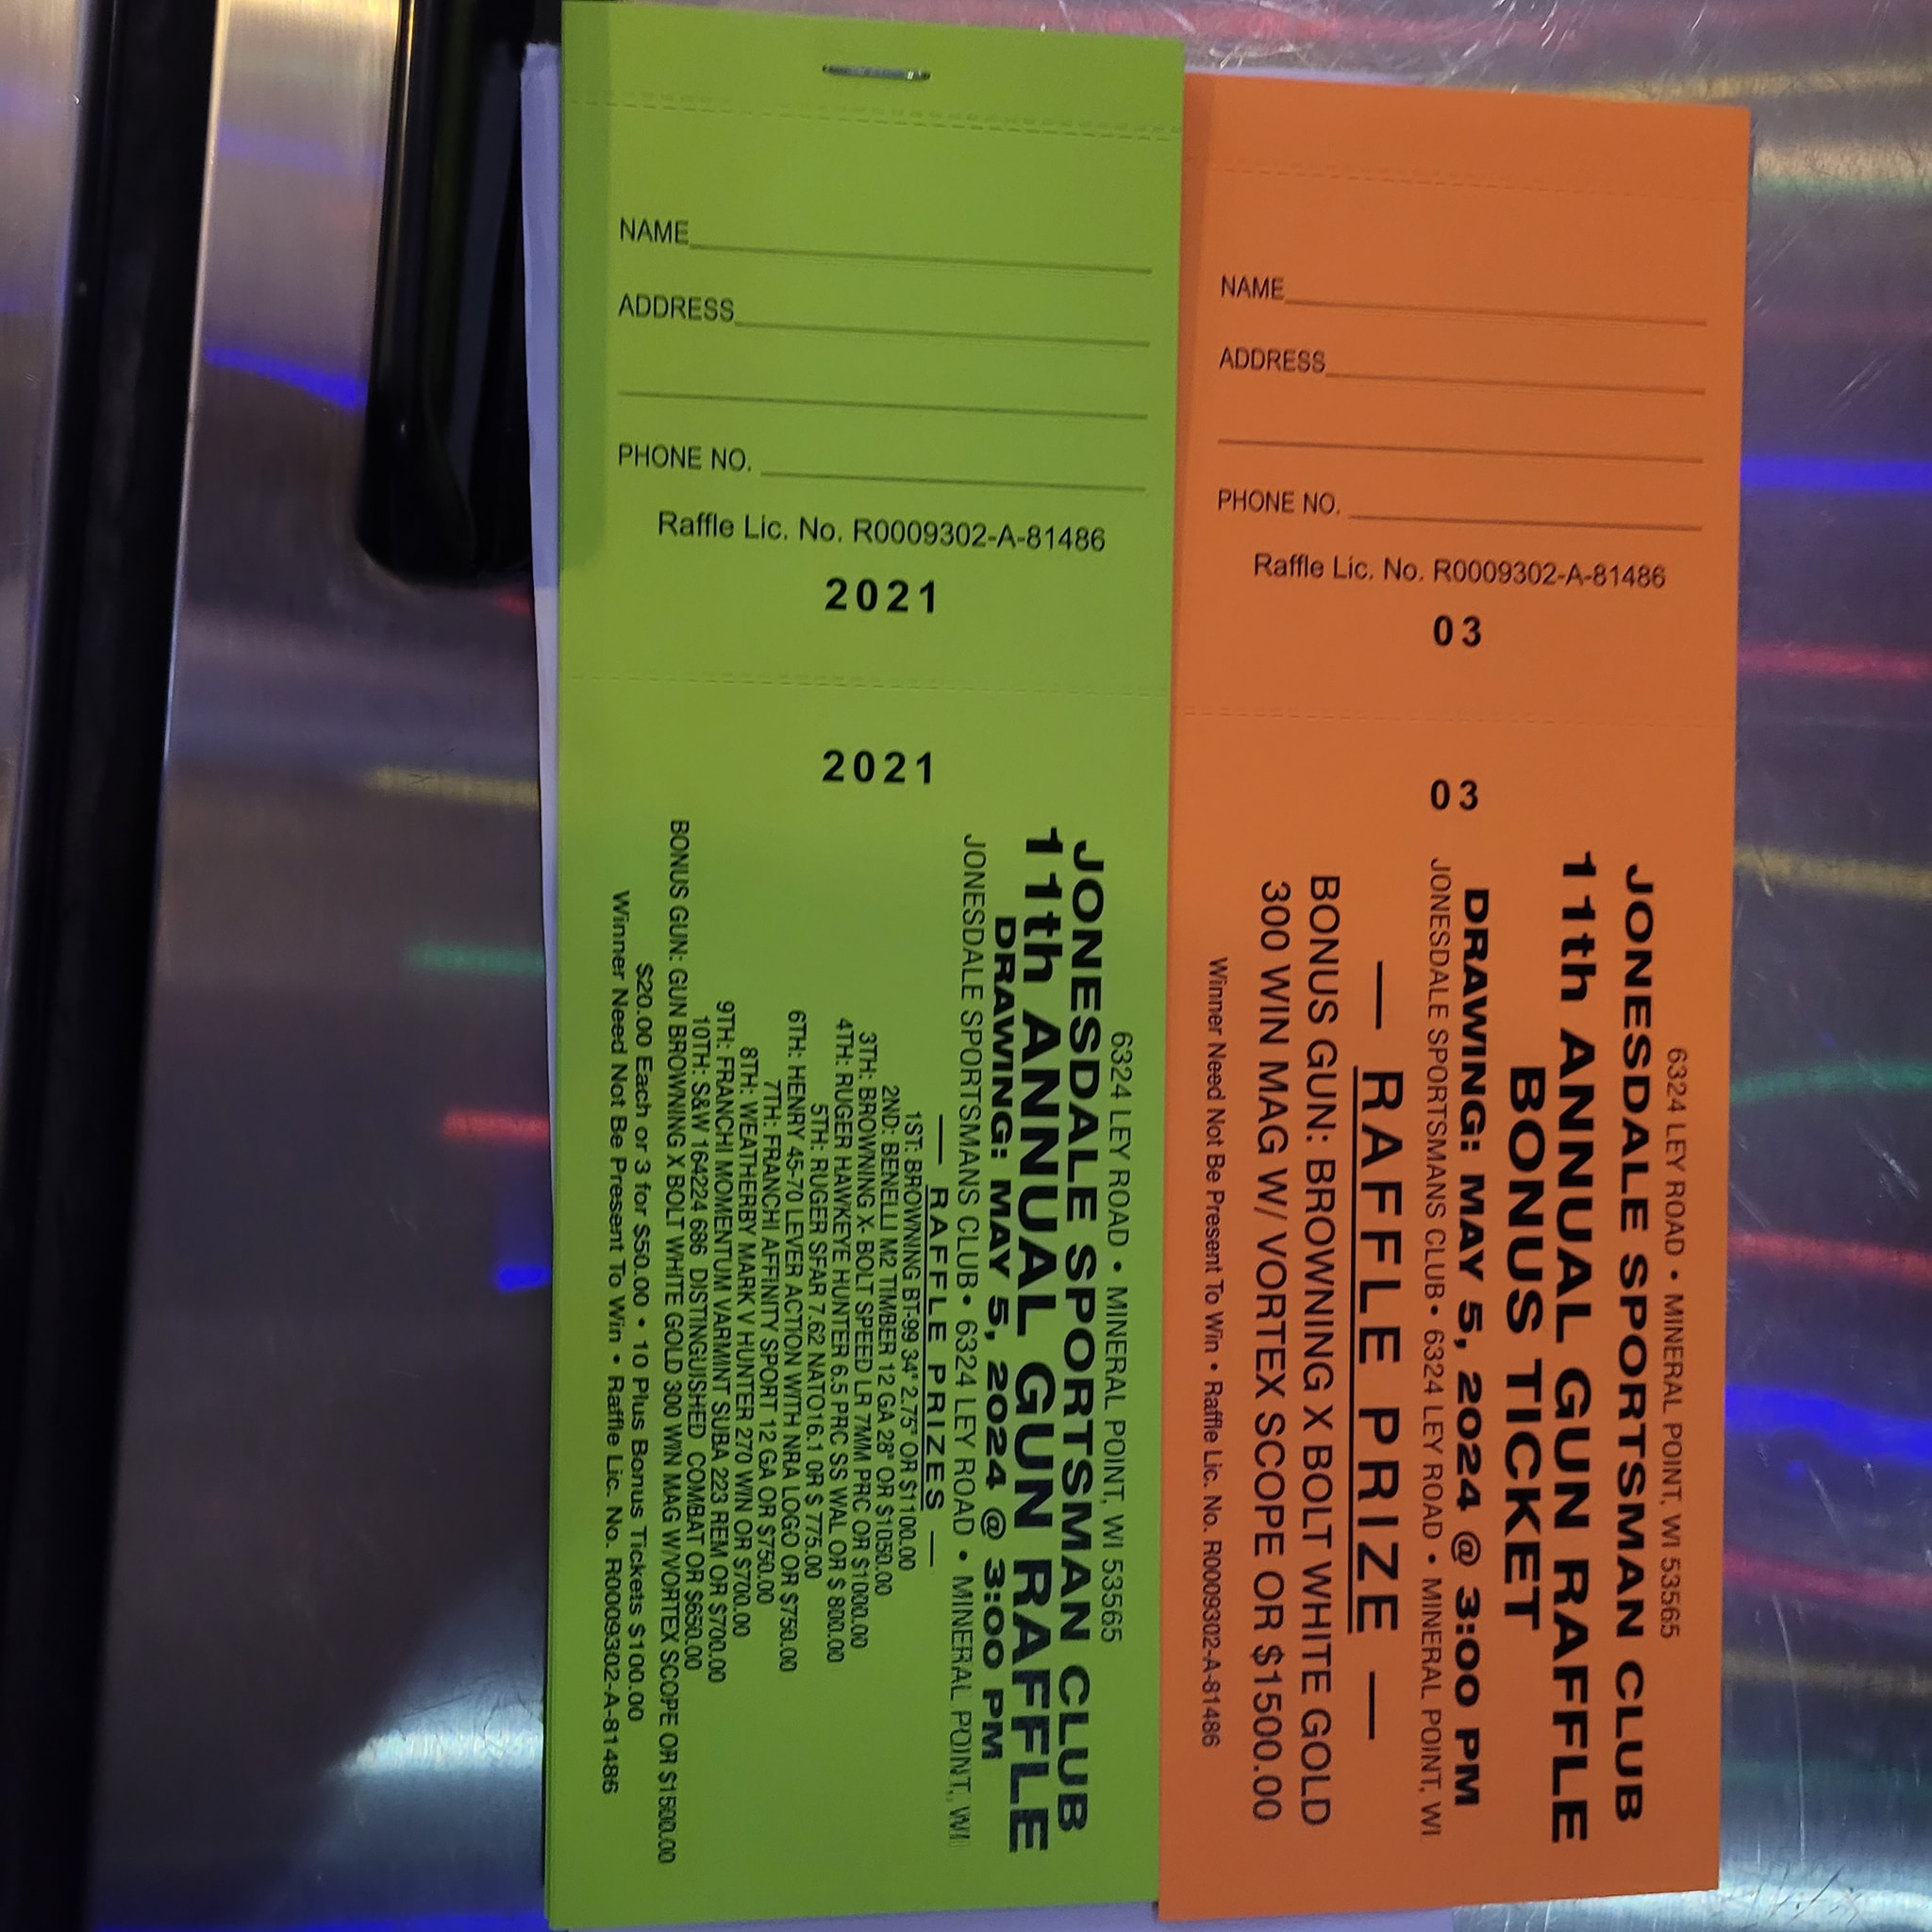 NAME
ADDRESS
PHONE NO.
Raffle Lic. No. R0009302-A-81486
2021
2021
6324 LEY ROAD • MINERAL POINT, WI 53565
JONESDALE SPORTSMAN CLUB
11th ANNUAL GUN RAFFLE
DRAWING: MAY 5, 2024 @ 3:00 PM
JONESDALE SPORTSMANS CLUB • 6324 LEY ROAD • MINERAL POINT, WI
— RAFFLE PRIZES —
1ST: BROWNING BT-99 34" 2.75" OR $1100.00
2ND: BENELLI M2 TIMBER 12 GA 28" OR $1050.00
3TH: BROWNING X- BOLT SPEED LR 7MM PRC OR $1000.00
4TH: RUGER HAWKEYE HUNTER 6.5 PRC SS WAL OR $ 800.00
5TH: RUGER SFAR 7.62 NATO16.1 OR $ 775.00
6TH: HENRY 45-70 LEVER ACTION WITH NRA LOGO OR $750.00
7TH: FRANCHI AFFINITY SPORT 12 GA OR $750.00
8TH: WEATHERBY MARK V HUNTER 270 WIN OR $700.00
9TH: FRANCHI MOMENTUM VARMINT SUBA 223 REM OR $700.00
10TH: S&W 164224 686 DISTINGUISHED COMBAT OR $650.00
BONUS GUN: GUN BROWNING X BOLT WHITE GOLD 300 WIN MAG W/VORTEX SCOPE OR $1500.00
$20.00 Each or 3 for $50.00 • 10 Plus Bonus Tickets $100.00
Winner Need Not Be Present To Win • Raffle Lic. No. R0009302-A-81486
NAME
ADDRESS
PHONE NO.
Raffle Lic. No. R0009302-A-81486
03
03
6324 LEY ROAD • MINERAL POINT, WI 53565
JONESDALE SPORTSMAN CLUB
11th ANNUAL GUN RAFFLE
BONUS TICKET
DRAWING: MAY 5, 2024 @ 3:00 PM
JONESDALE SPORTSMANS CLUB • 6324 LEY ROAD • MINERAL POINT, WI
— RAFFLE PRIZE —
BONUS GUN: BROWNING X BOLT WHITE GOLD
300 WIN MAG W/ VORTEX SCOPE OR $1500.00
Winner Need Not Be Present To Win • Raffle Lic. No. R0009302-A-81486